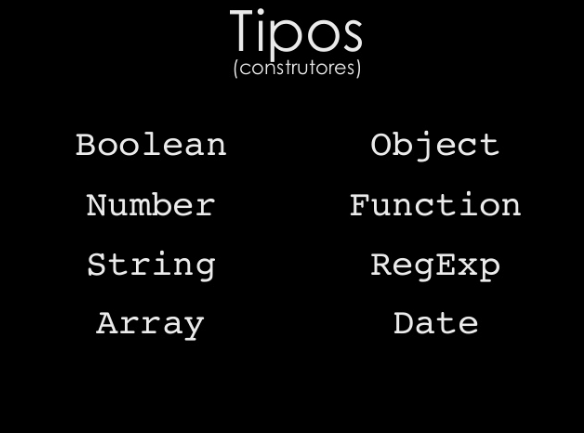 Tipos
(construtores)
Boolean
Number
String
Array
Object
Function
RegExp
Date